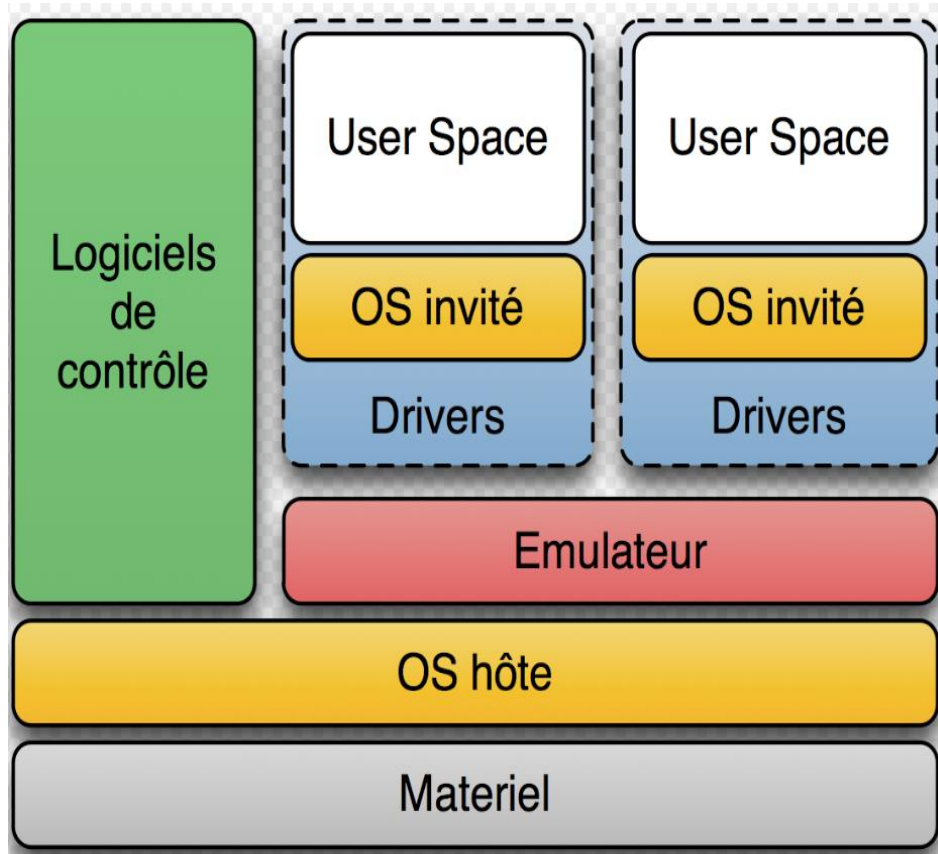 Logiciels
de
contrôle
User Space
OS invité
Drivers
User Space
OS invité
Drivers
Emulateur
OS hôte
Materiel